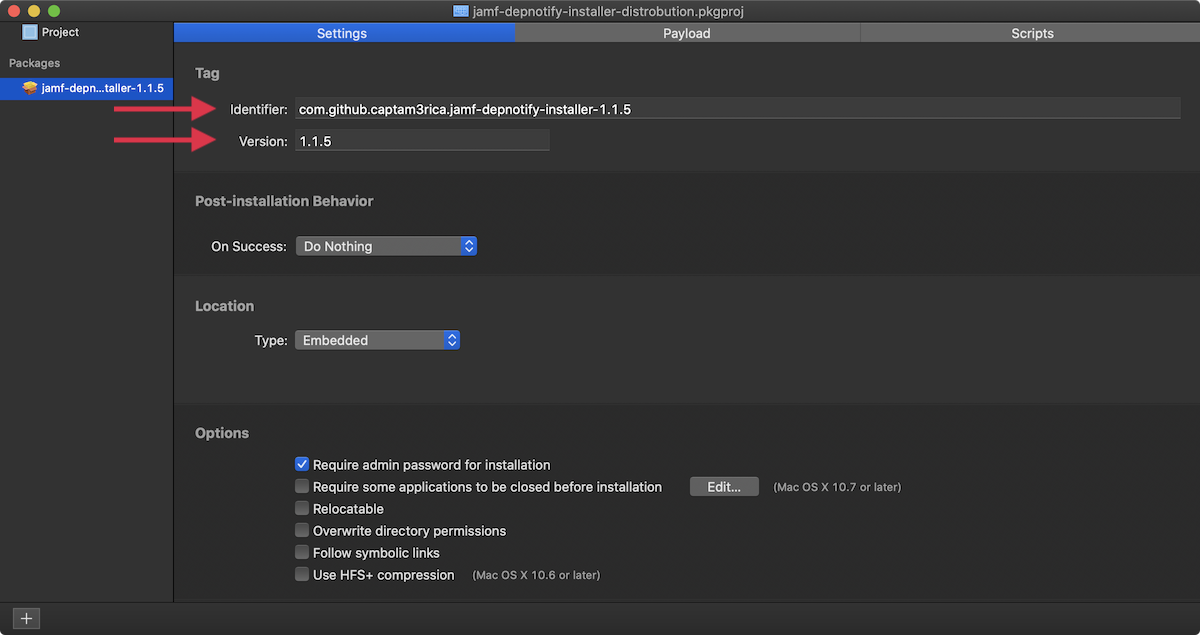 jamf-depnotify-installer-distrobution.pkgproj
Project
Packages
jamf-depn...taller-1.1.5
Settings
Payload
Scripts
Tag
Identifier: com.github.captam3rica.jamf-depnotify-installer-1.1.5
Version: 1.1.5
Post-installation Behavior
On Success: Do Nothing
Location
Type: Embedded
Options
Require admin password for installation
Require some applications to be closed before installation Edit... (Mac OS X 10.7 or later)
Relocatable
Overwrite directory permissions
Follow symbolic links
Use HFS+ compression (Mac OS X 10.6 or later)